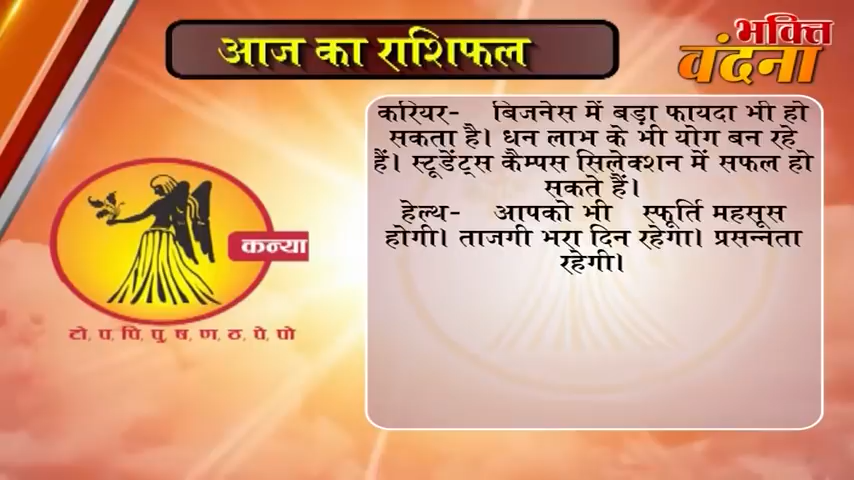 आज का राशिफल
भक्ति
वंदना
करियर- बिजनेस में बड़ा फायदा भी हो
सकता है। धन लाभ के भी योग बन रहे
हैं। स्टूडेंट्स कैम्पस सिलेक्शन में सफल हो
सकते हैं।
हेल्थ- आपको भी स्फूर्ति महसूस
होगी। ताजगी भरा दिन रहेगा। प्रसन्नता
रहेगी।
कन्या
टो, प, पि, पु, ष, ण, ठ, पे, पो